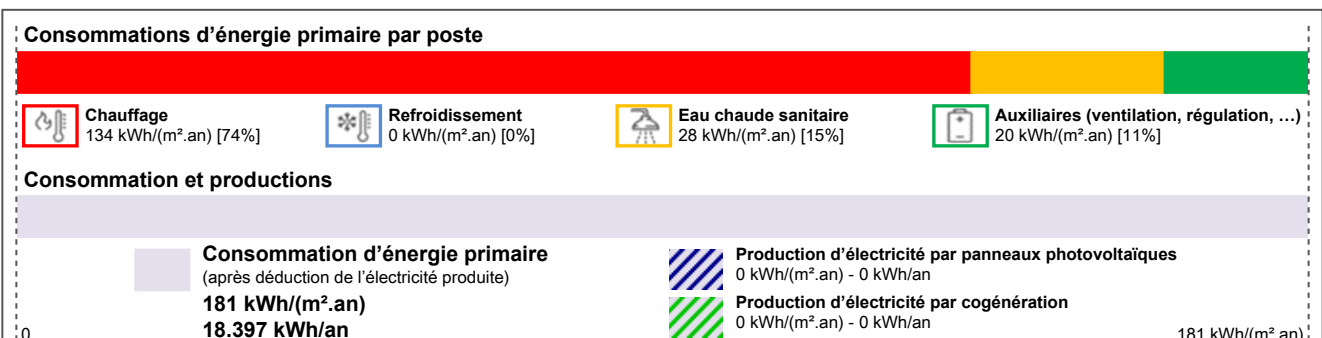 Consommations d’énergie primaire par poste
Chauffage
134 kWh/(m².an) [74%]
Refroidissement
0 kWh/(m².an) [0%]
Eau chaude sanitaire
28 kWh/(m².an) [15%]
Auxiliaires (ventilation, régulation, …)
20 kWh/(m².an) [11%]
Consommation et productions
Consommation d’énergie primaire
(après déduction de l’électricité produite)
181 kWh/(m².an)
18.397 kWh/an
Production d’électricité par panneaux photovoltaïques
0 kWh/(m².an) - 0 kWh/an
Production d’électricité par cogénération
0 kWh/(m².an) - 0 kWh/an
0
181 kWh/(m².an)